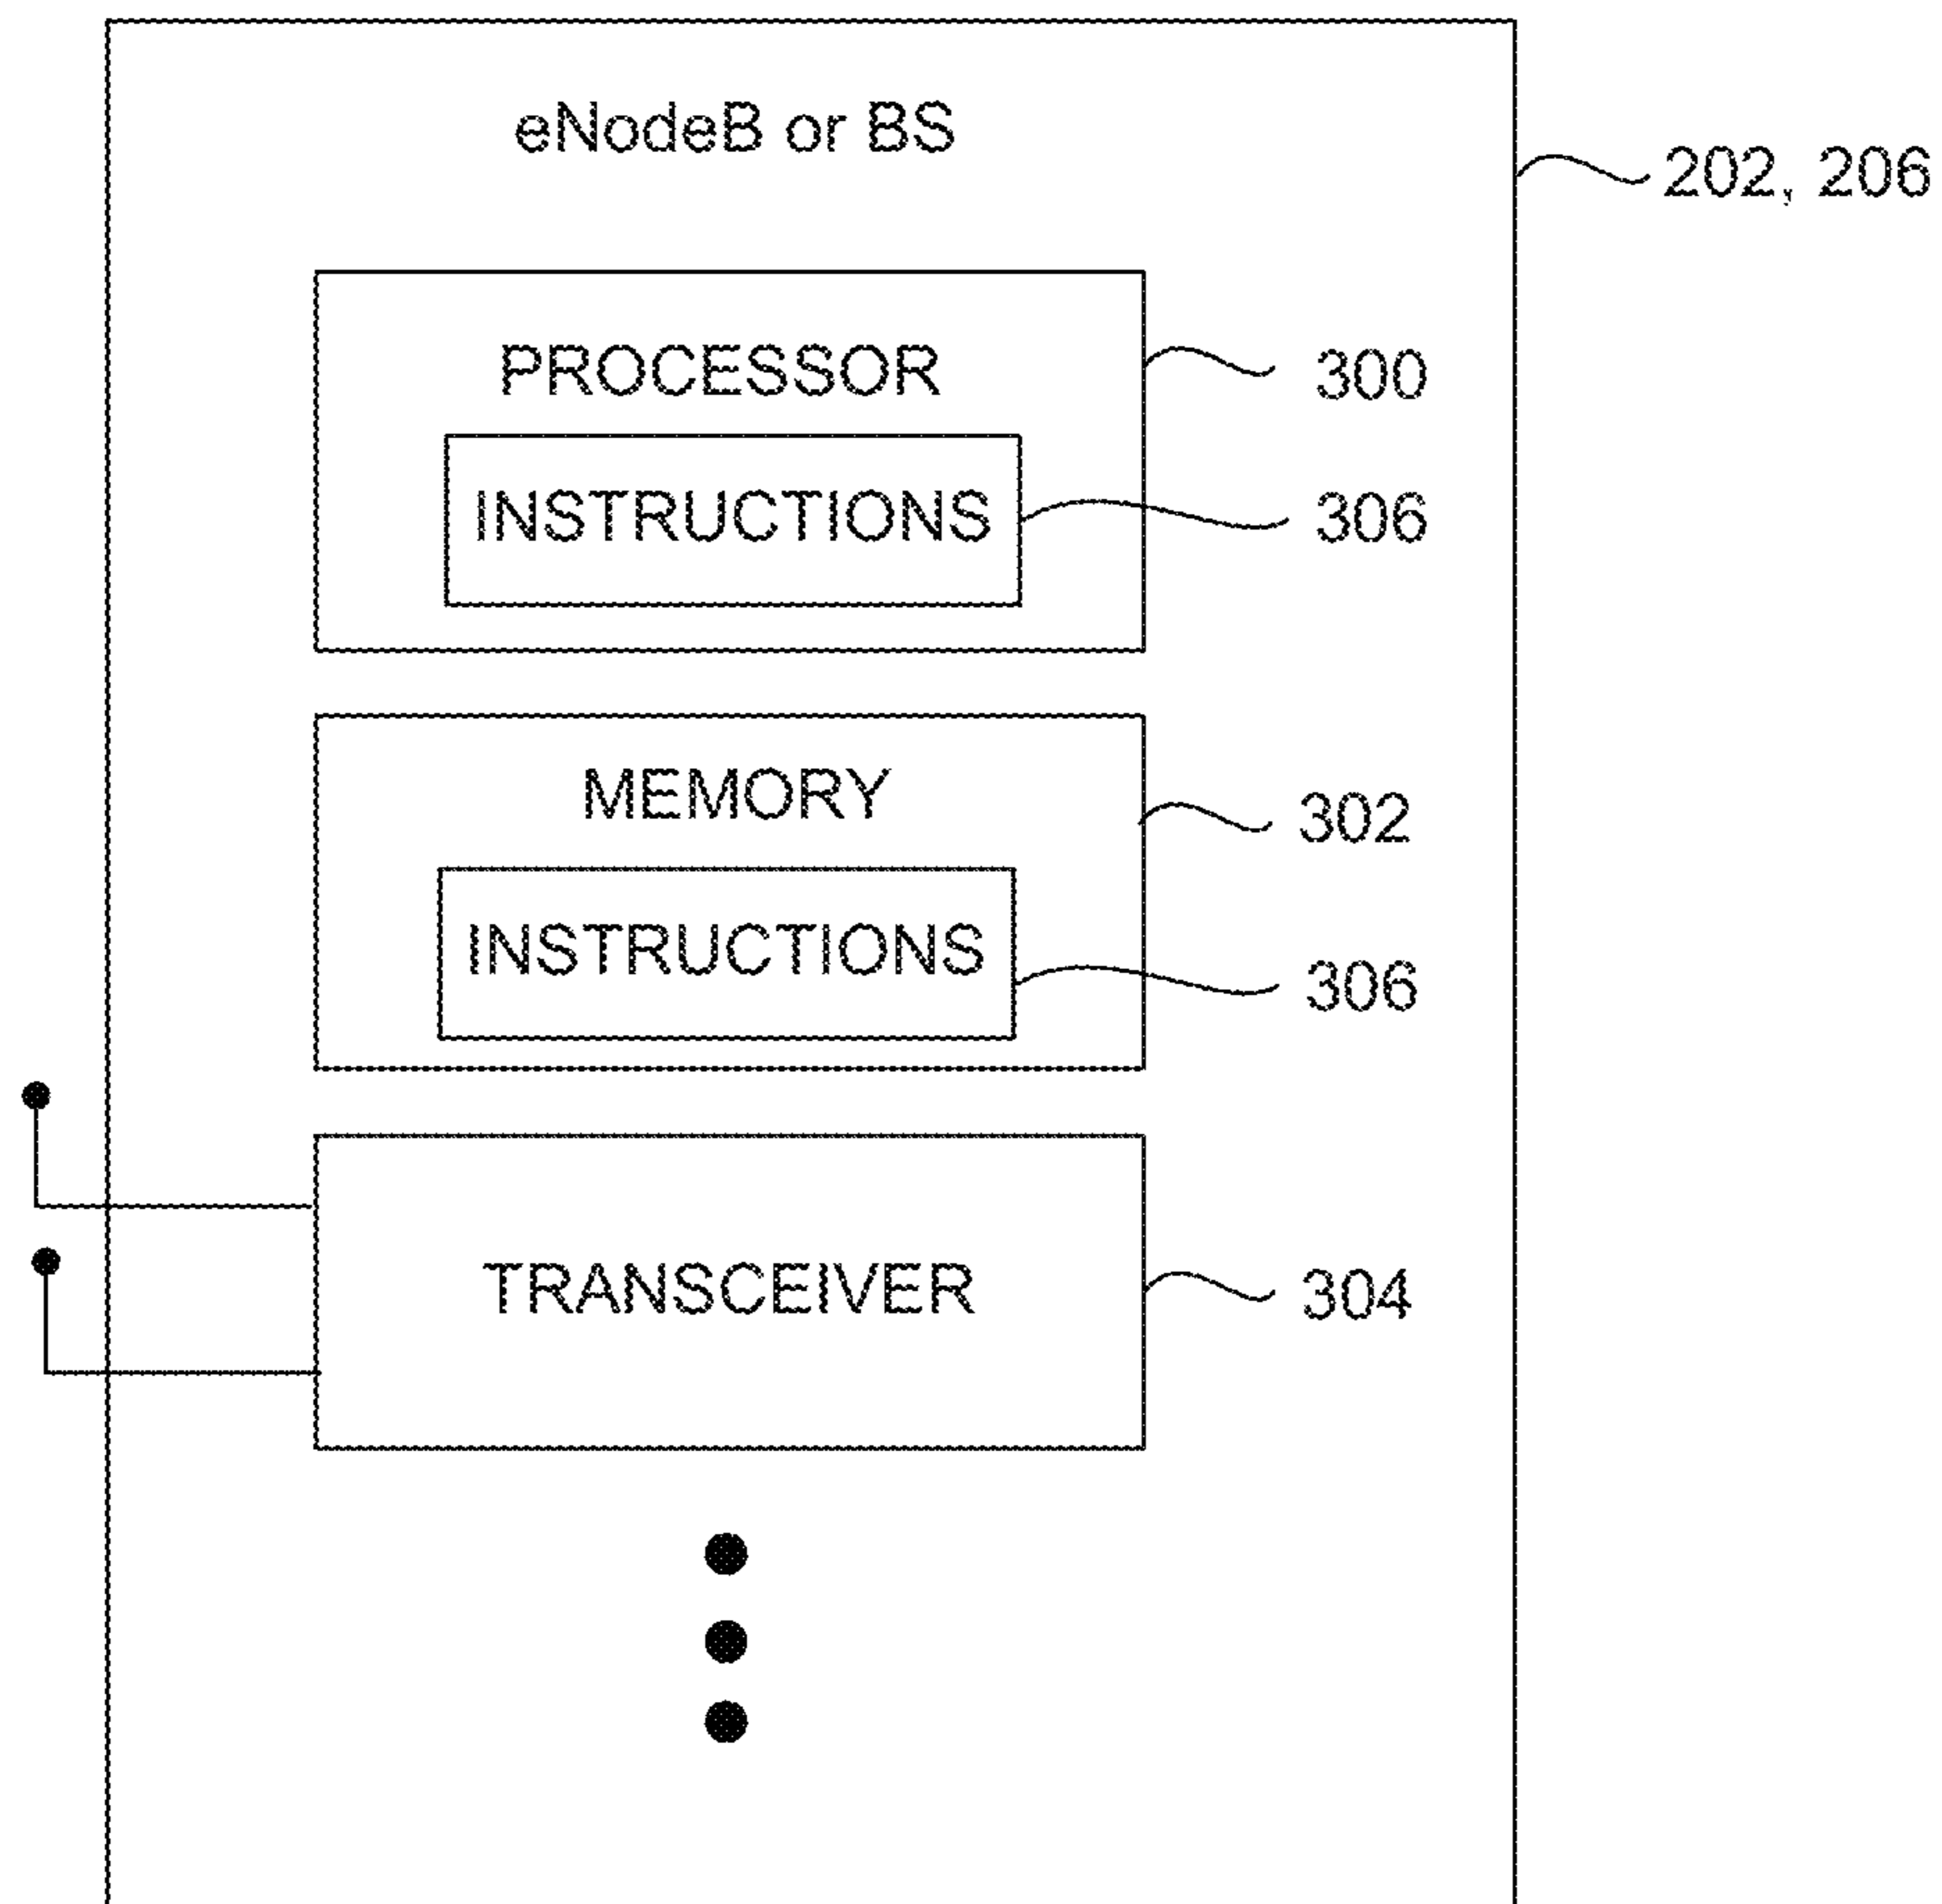 eNodeB or BS
202, 206
PROCESSOR
300
INSTRUCTIONS
306
MEMORY
302
INSTRUCTIONS
306
TRANSCEIVER
304